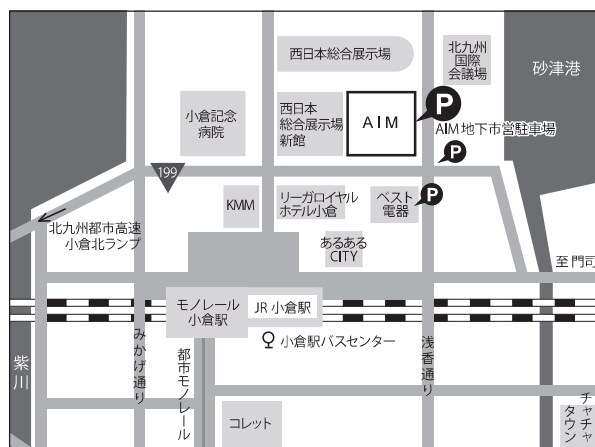 西日本総合展示場
北九州
国際
会議場
砂津港
小倉記念
病院
西日本
総合展示場
新館
AIM
P
AIM地下市営駐車場
P
199
KMM
リーガロイヤル
ホテル小倉
ベスト
電器
P
北九州都市高速
小倉北ランプ
あるある
CITY
至 門司
モノレール
小倉駅
JR 小倉駅
小倉駅バスセンター
みかげ通り
都市モノレール
浅香通り
紫川
コレット
チャチャ
タウン